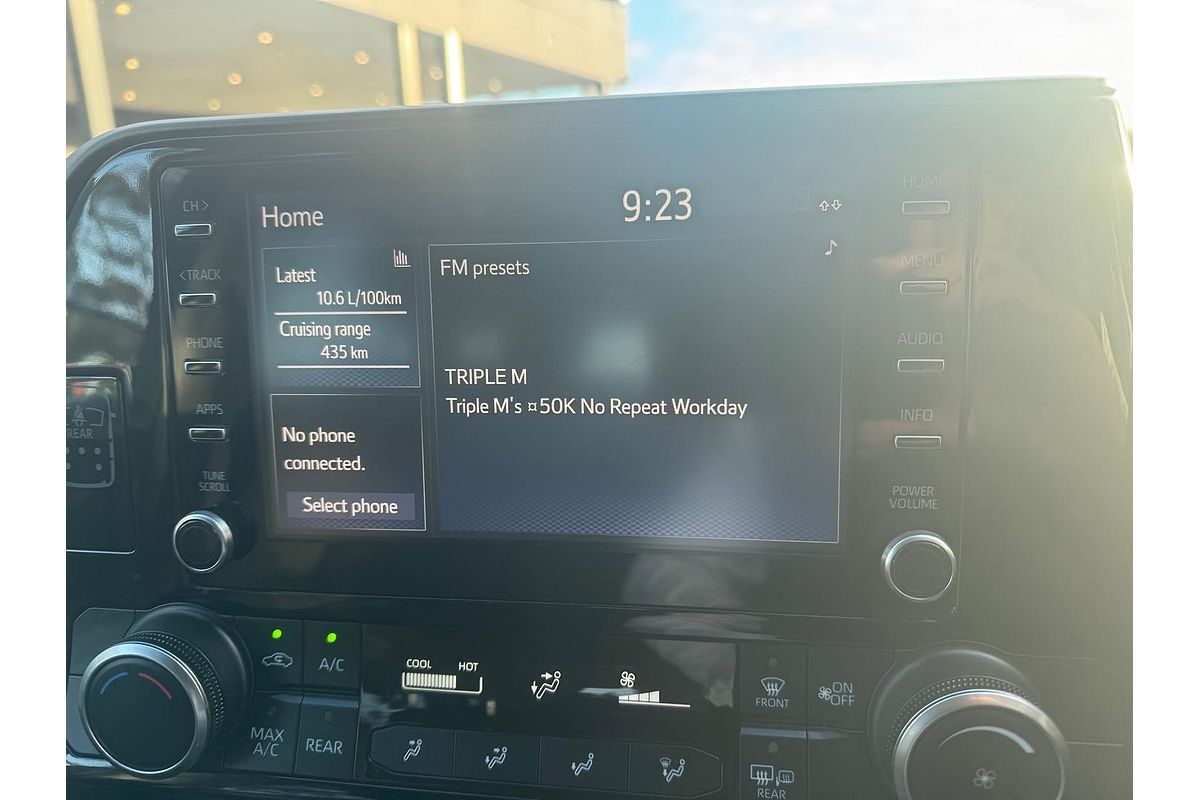 CH >
< TRACK
PHONE
APPS
TUNE
SCROLL
REAR
Home
9:23
Latest
10.6 L/100km
Cruising range
435 km
No phone
connected.
Select phone
FM presets
TRIPLE M
Triple M's ¤50K No Repeat Workday
HOME
MENU
AUDIO
INFO
POWER
VOLUME
A/C
MAX
A/C
REAR
COOL HOT
FRONT
ON
OFF
REAR